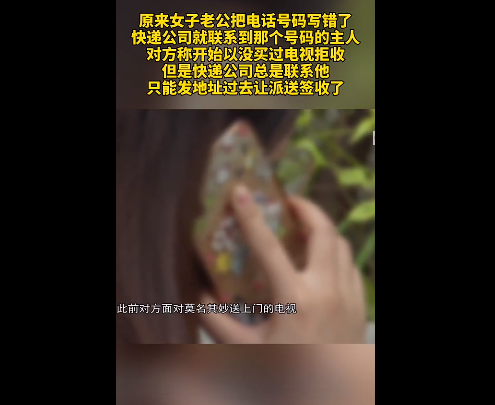 原来女子老公把电话号码写错了
快递公司就联系到那个号码的主人
对方称开始以没买过电视拒收
但是快递公司总是联系他
只能发地址过去让派送签收了
此前对方面对莫名其妙送上门的电视